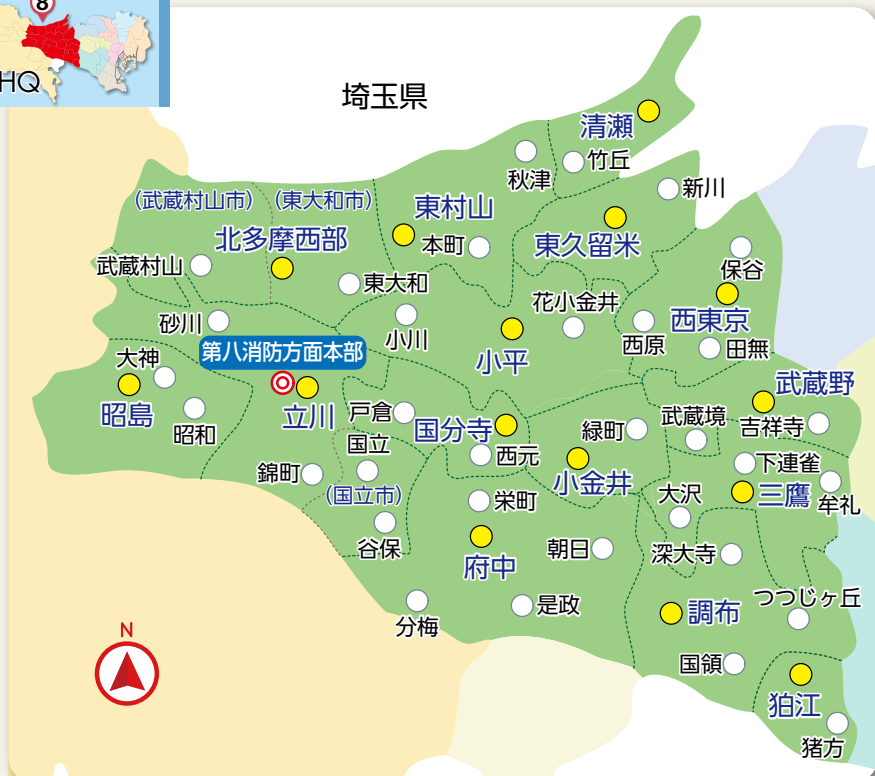 8
HQ
埼玉県
清瀬
竹丘
秋津
新川
(武蔵村山市)
(東大和市)
東村山
北多摩西部
本町
東久留米
武蔵村山
東大和
保谷
花小金井
砂川
小川
西東京
西原
田無
第八消防方面本部
小平
大神
武蔵野
昭島
立川
戸倉
国分寺
武蔵境
吉祥寺
緑町
昭和
国立
西元
下連雀
錦町
小金井
(国立市)
栄町
大沢
三鷹
牟礼
谷保
府中
朝日
深大寺
つつじヶ丘
分梅
是政
調布
N
国領
狛江
猪方